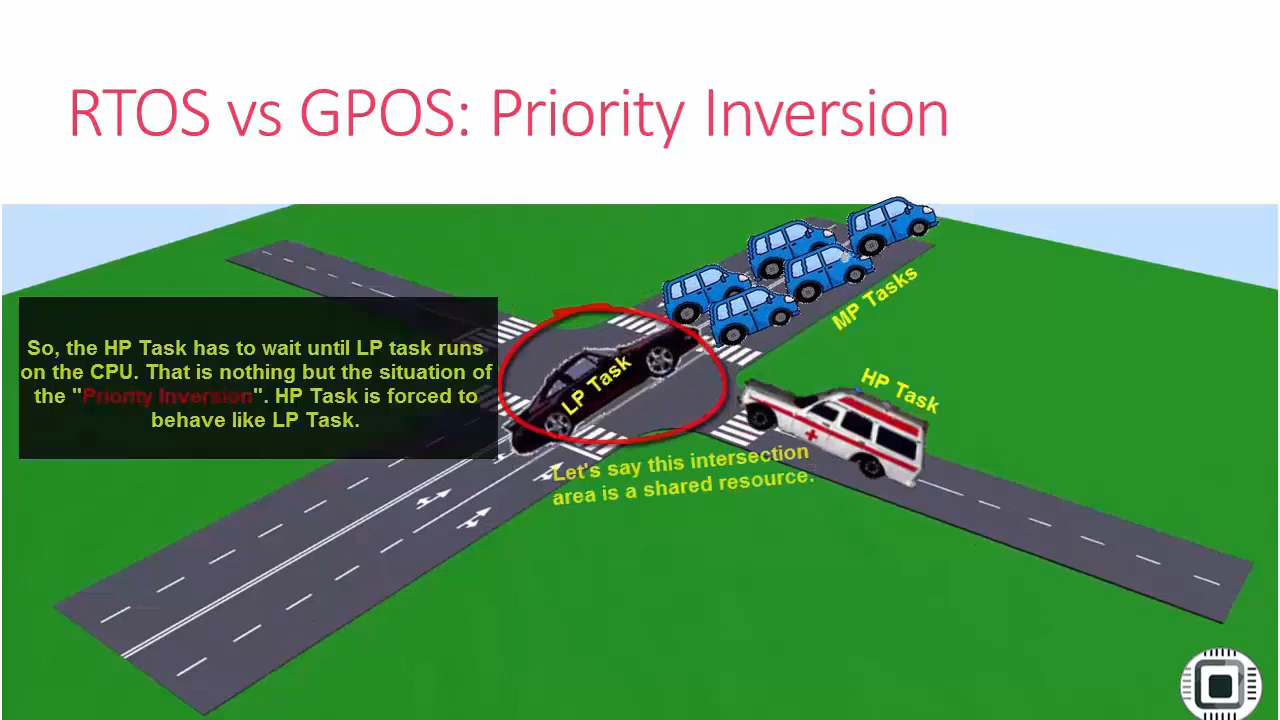 RTOS vs GPOS: Priority Inversion
MP Tasks
So, the HP Task has to wait until LP task runs
on the CPU. That is nothing but the situation of
the "Priority Inversion". HP Task is forced to
behave like LP Task.
LP Task
HP Task
Let's say this intersection
area is a shared resource.